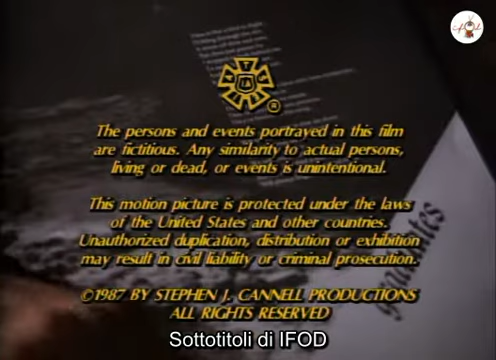 The persons and events portrayed in this film
are fictitious. Any similarity to actual persons,
living or dead, or events is unintentional.
This motion picture is protected under the laws
of the United States and other countries.
Unauthorized duplication, distribution or exhibition
may result in civil liability or criminal prosecution.
©1987 BY STEPHEN J. CANNELL PRODUCTIONS
ALL RIGHTS RESERVED
Sottotitoli di IFOD